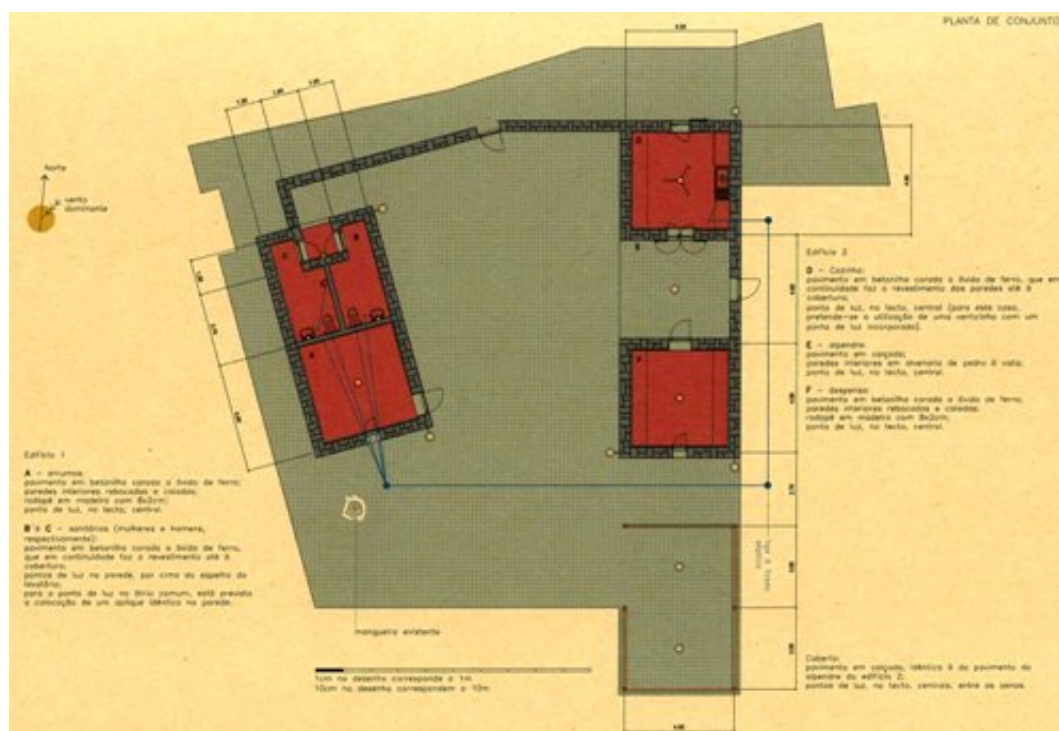 PLANTA DE CONJUNTO
Norte
vento
dominante
Edifício 1
A - arrumos:
pavimento em betonilha corada a óxido de ferro;
paredes interiores rebocadas e caiadas;
rodapé em madeira com 8x2cm;
ponto de luz, no tecto, central.
B e C - sanitários (mulheres e homens,
respectivamente):
pavimento em betonilha corada a óxido de ferro,
que em continuidade faz o revestimento até à
cobertura;
pontos de luz na parede, por cima do espelho do
lavatório;
para o ponto de luz no átrio comum, está prevista
a colocação de um aplique idêntico na parede.
mangueira existente
1cm no desenho corresponde a 1m
10cm no desenho correspondem a 10m
Edifício 2
D - Cozinha:
pavimento em betonilha corada a óxido de ferro, que em
continuidade faz o revestimento das paredes até à
cobertura;
ponto de luz, no tecto, central (para este caso,
pretende-se a utilização de uma ventoinha com um
ponto de luz incorporado).
E - alpendre:
pavimento em calçada;
paredes interiores em alvenaria de pedra à vista;
ponto de luz, no tecto, central.
F - despensa:
pavimento em betonilha corada a óxido de ferro;
paredes interiores rebocadas e caiadas;
rodapé em madeira com 8x2cm;
ponto de luz, no tecto, central.
Coberto:
pavimento em calçada, idêntica à do pavimento do
alpendre do edifício 2;
pontos de luz, no tecto, centrais, entre as asnas.